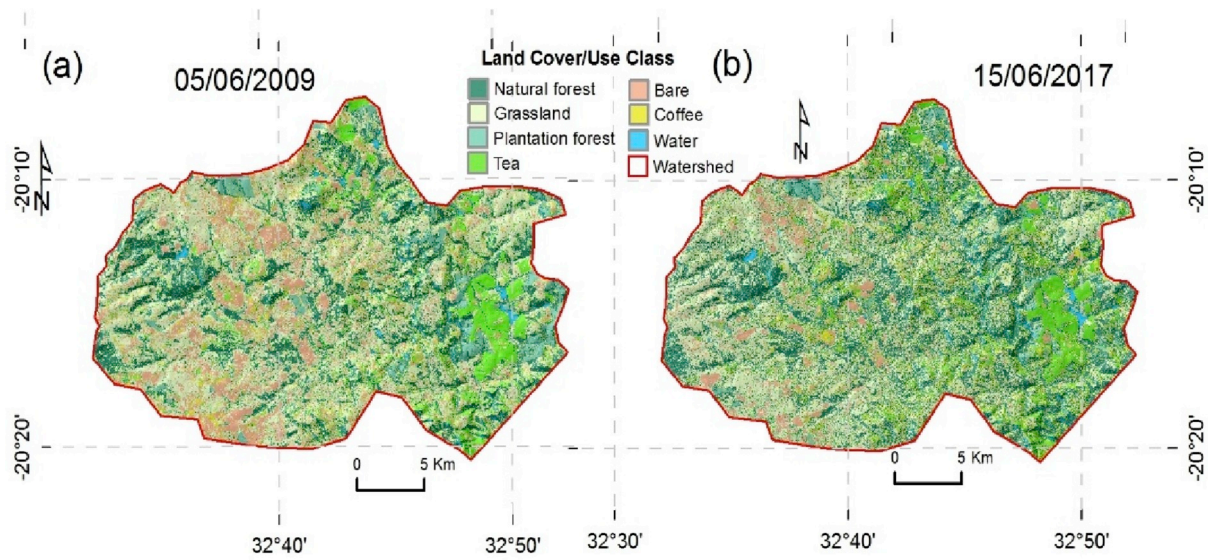 (a)
05/06/2009
Land Cover/Use Class
Natural forest
Grassland
Plantation forest
Tea
Bare
Coffee
Water
Watershed
(b)
15/06/2017
N
N
-20°10'
-20°20'
-20°10'
-20°20'
0 5 Km
0 5 Km
32°40'
32°50'
32°30'
32°40'
32°50'